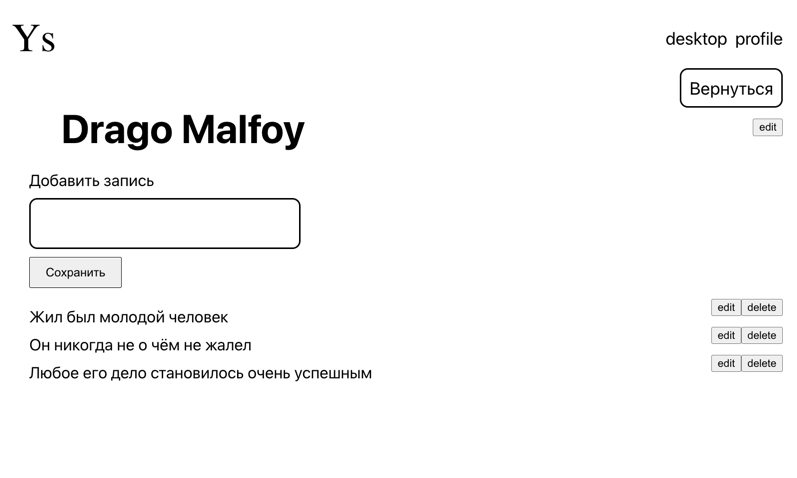 Ys
desktop profile
Вернуться
Drago Malfoy
edit
Добавить запись
Сохранить
Жил был молодой человек
edit delete
Он никогда не о чём не жалел
edit delete
Любое его дело становилось очень успешным
edit delete